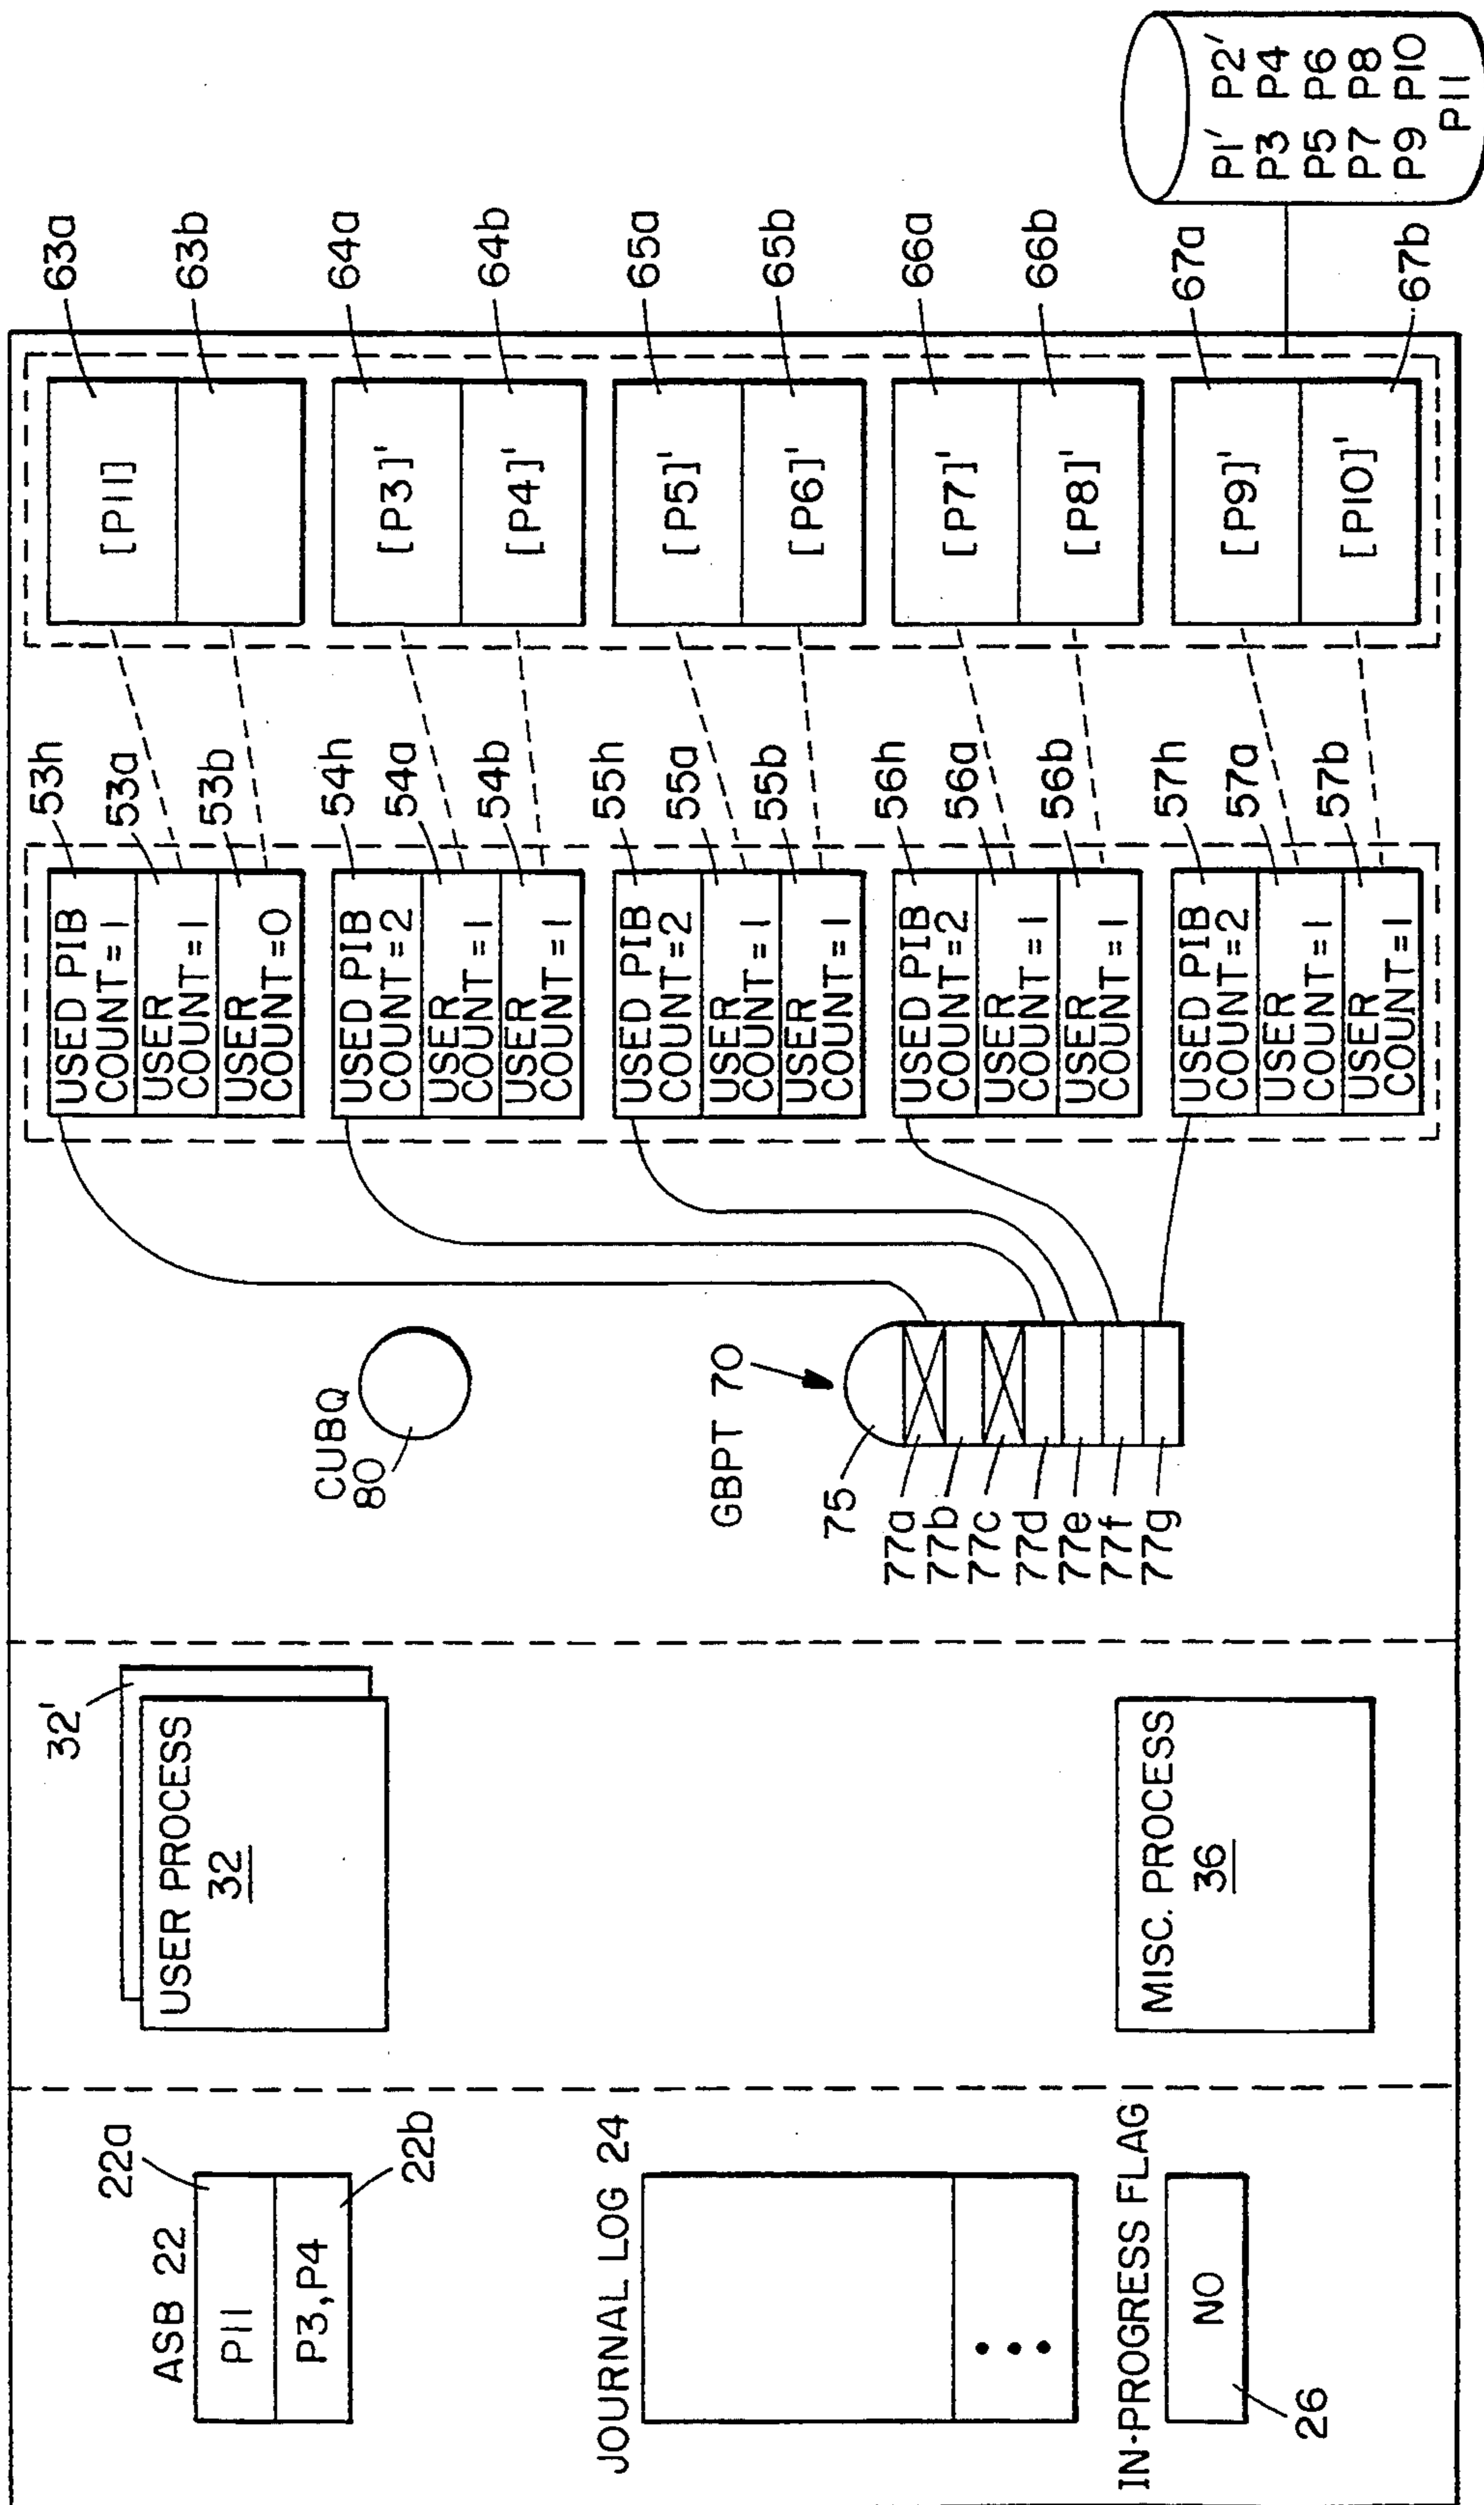 ASB 22
22a
P11
P3,P4
22b
JOURNAL LOG 24
IN-PROGRESS FLAG
NO
26
32'
USER PROCESS
32
MISC. PROCESS
36
CUBQ
80
GBPT 70
75
77a
77b
77c
77d
77e
77f
77g
USED PIB
COUNT=1
USER
COUNT=1
USER
COUNT=0
53h
53a
53b
USED PIB
COUNT=2
USER
COUNT=1
USER
COUNT=1
54h
54a
54b
USED PIB
COUNT=2
USER
COUNT=1
USER
COUNT=1
55h
55a
55b
USED PIB
COUNT=2
USER
COUNT=1
USER
COUNT=1
56h
56a
56b
USED PIB
COUNT=2
USER
COUNT=1
USER
COUNT=1
57h
57a
57b
[P11]
63a
63b
[P3]'
[P4]'
64a
64b
[P5]'
[P6]'
65a
65b
[P7]'
[P8]'
66a
66b
[P9]'
[P10]'
67a
67b
P1' P2'
P3 P4
P5 P6
P7 P8
P9 P10
P11